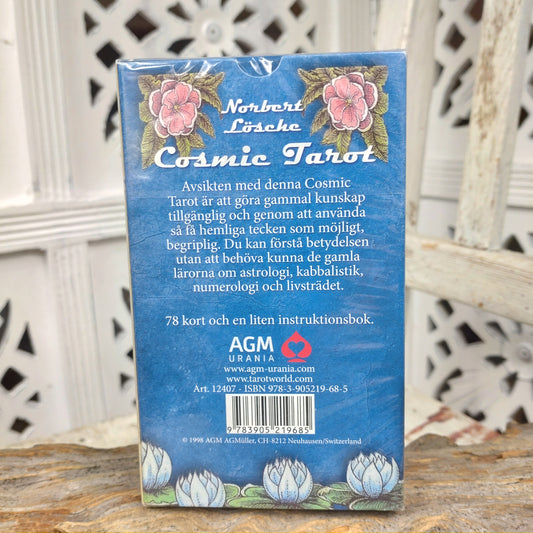 Norbert
Lösche
Cosmic Tarot
Avsikten med denna Cosmic
Tarot är att göra gammal kunskap
tillgänglig och genom att använda
så få hemliga tecken som möjligt,
begriplig. Du kan förstå betydelsen
utan att behöva kunna de gamla
lärorna om astrologi, kabbalistik,
numerologi och livsträdet.
78 kort och en liten instruktionsbok.
AGM
URANIA
www.agm-urania.com
www.tarotworld.com
Art. 12407 - ISBN 978-3-905219-68-5
9 783905 219685
© 1998 AGM AGMüller, CH-8212 Neuhausen/Switzerland